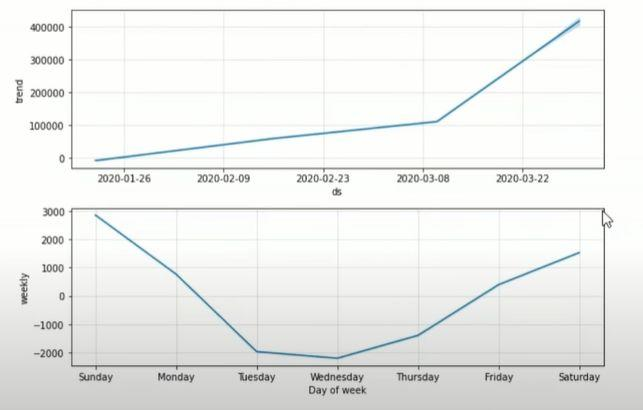 400000
300000
200000
100000
0
trend
2020-01-26 2020-02-09 2020-02-23 2020-03-08 2020-03-22
ds
3000
2000
1000
0
−1000
−2000
weekly
Sunday Monday Tuesday Wednesday Thursday Friday Saturday
Day of week